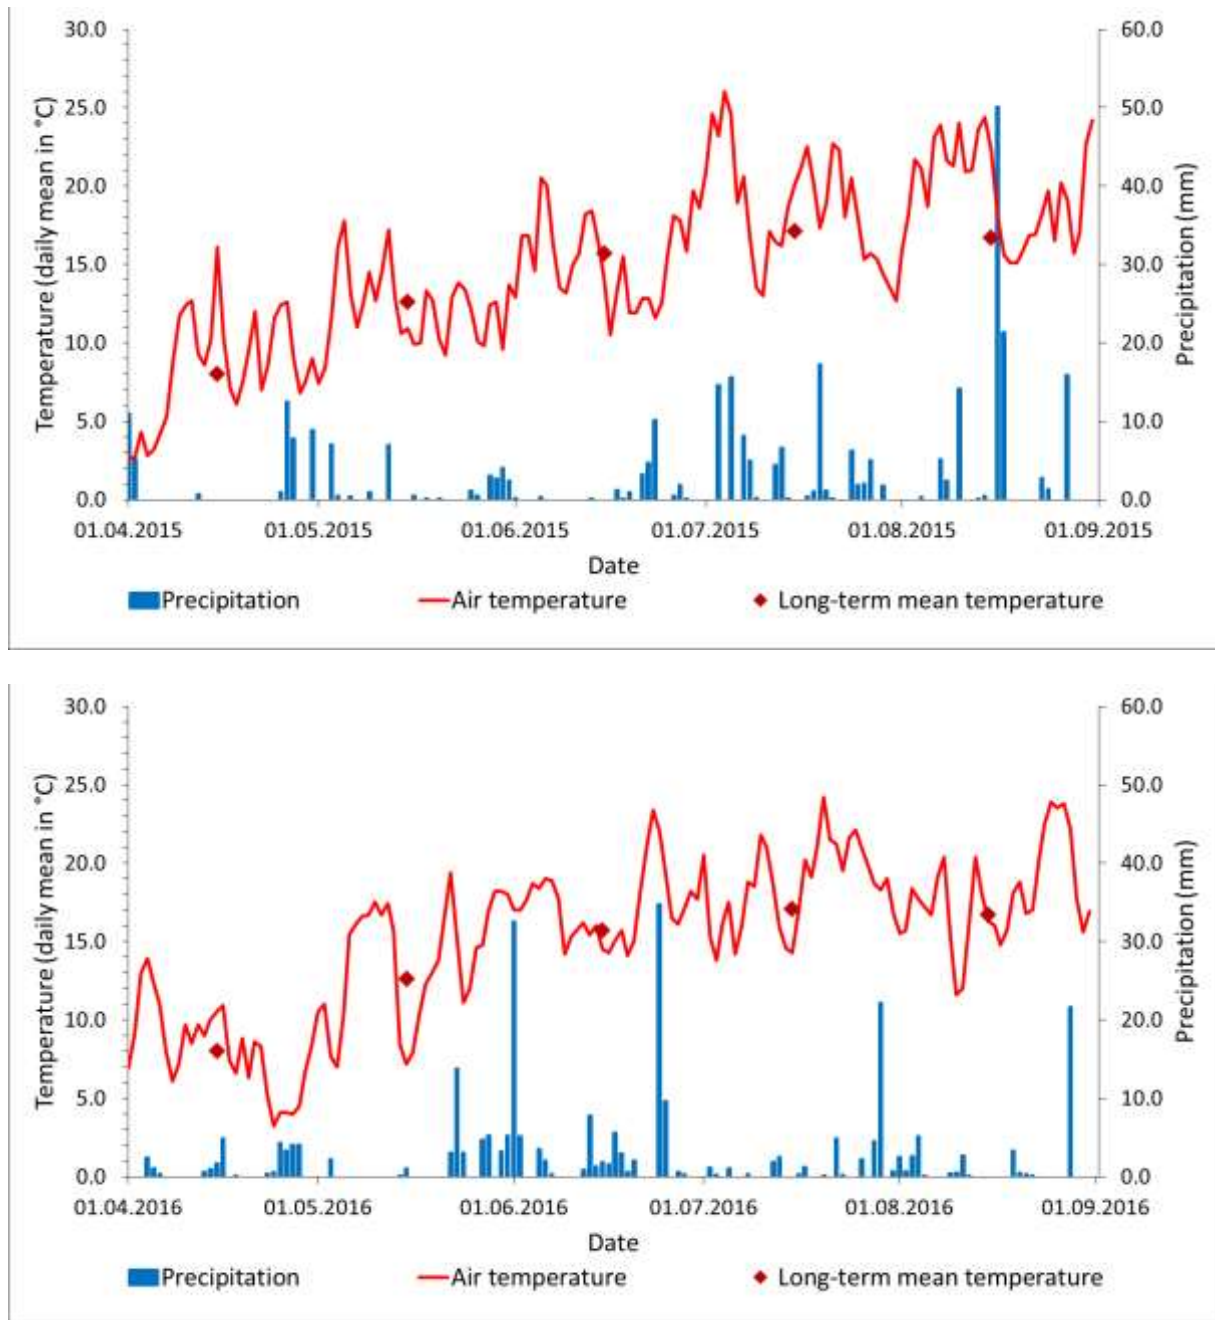 30.0
25.0
20.0
15.0
10.0
5.0
0.0
Temperature (daily mean in °C)
60.0
50.0
40.0
30.0
20.0
10.0
0.0
Precipitation (mm)
01.04.2015 01.05.2015 01.06.2015 01.07.2015 01.08.2015 01.09.2015
Date
Precipitation Air temperature Long-term mean temperature
30.0
25.0
20.0
15.0
10.0
5.0
0.0
Temperature (daily mean in °C)
60.0
50.0
40.0
30.0
20.0
10.0
0.0
Precipitation (mm)
01.04.2016 01.05.2016 01.06.2016 01.07.2016 01.08.2016 01.09.2016
Date
Precipitation Air temperature Long-term mean temperature